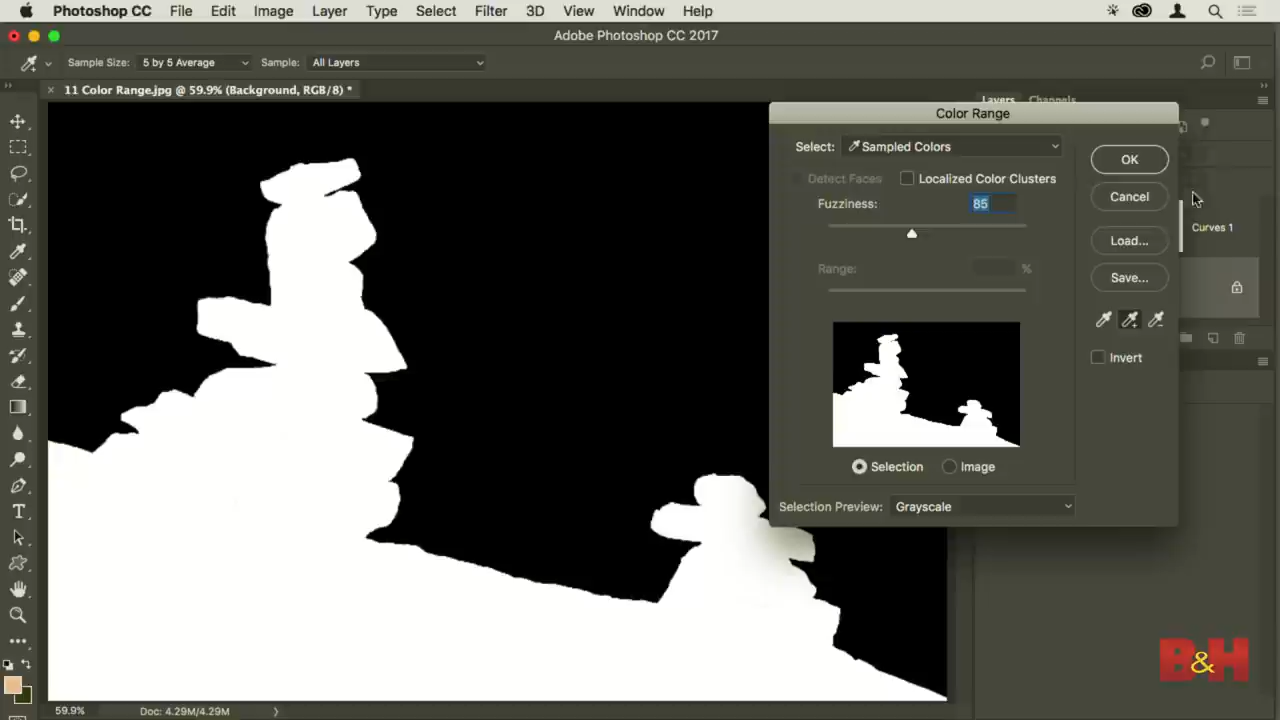 Photoshop CC File Edit Image Layer Type Select Filter 3D View Window Help
Adobe Photoshop CC 2017
Sample Size: 5 by 5 Average Sample: All Layers
× 11 Color Range.jpg @ 59.9% (Background, RGB/8) *
Layers Channels
Color Range
Select: Sampled Colors
OK
Detect Faces Localized Color Clusters
Fuzziness: 85
Cancel
Curves 1
Load...
Range: %
Save...
Invert
Selection Image
Selection Preview: Grayscale
B&H
59.9% Doc: 4.29M/4.29M